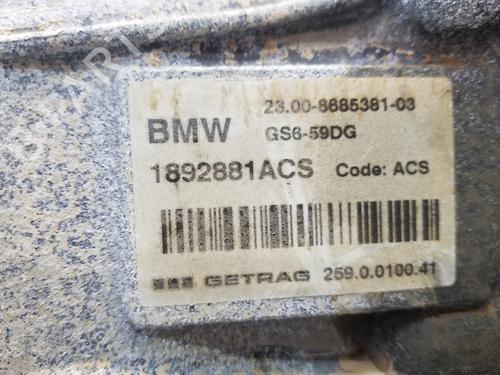 23.00-8685381-03
BMW GS6-59DG
1892881ACS Code: ACS
GETRAG 259.0.0100.41